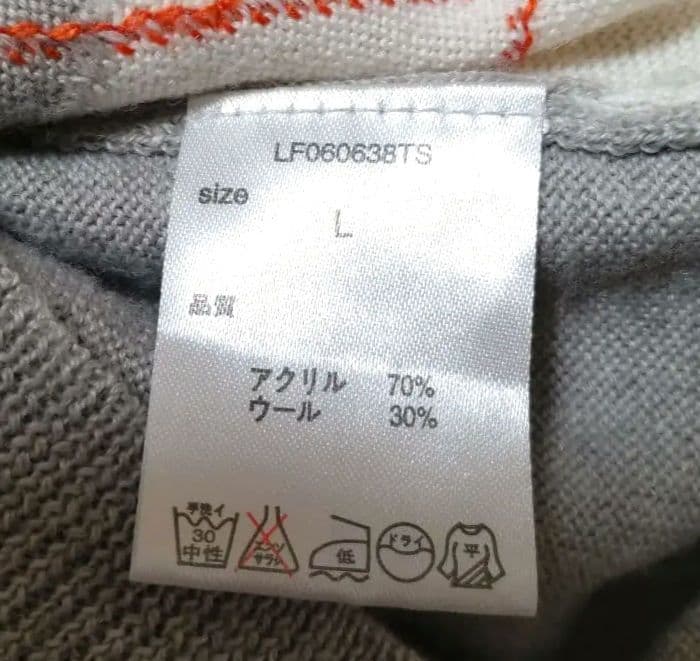 LF060638TS
size
L
品質
アクリル 70%
ウール 30%
手洗イ
30
中性
エンソ
サラシ
低
ドライ
平